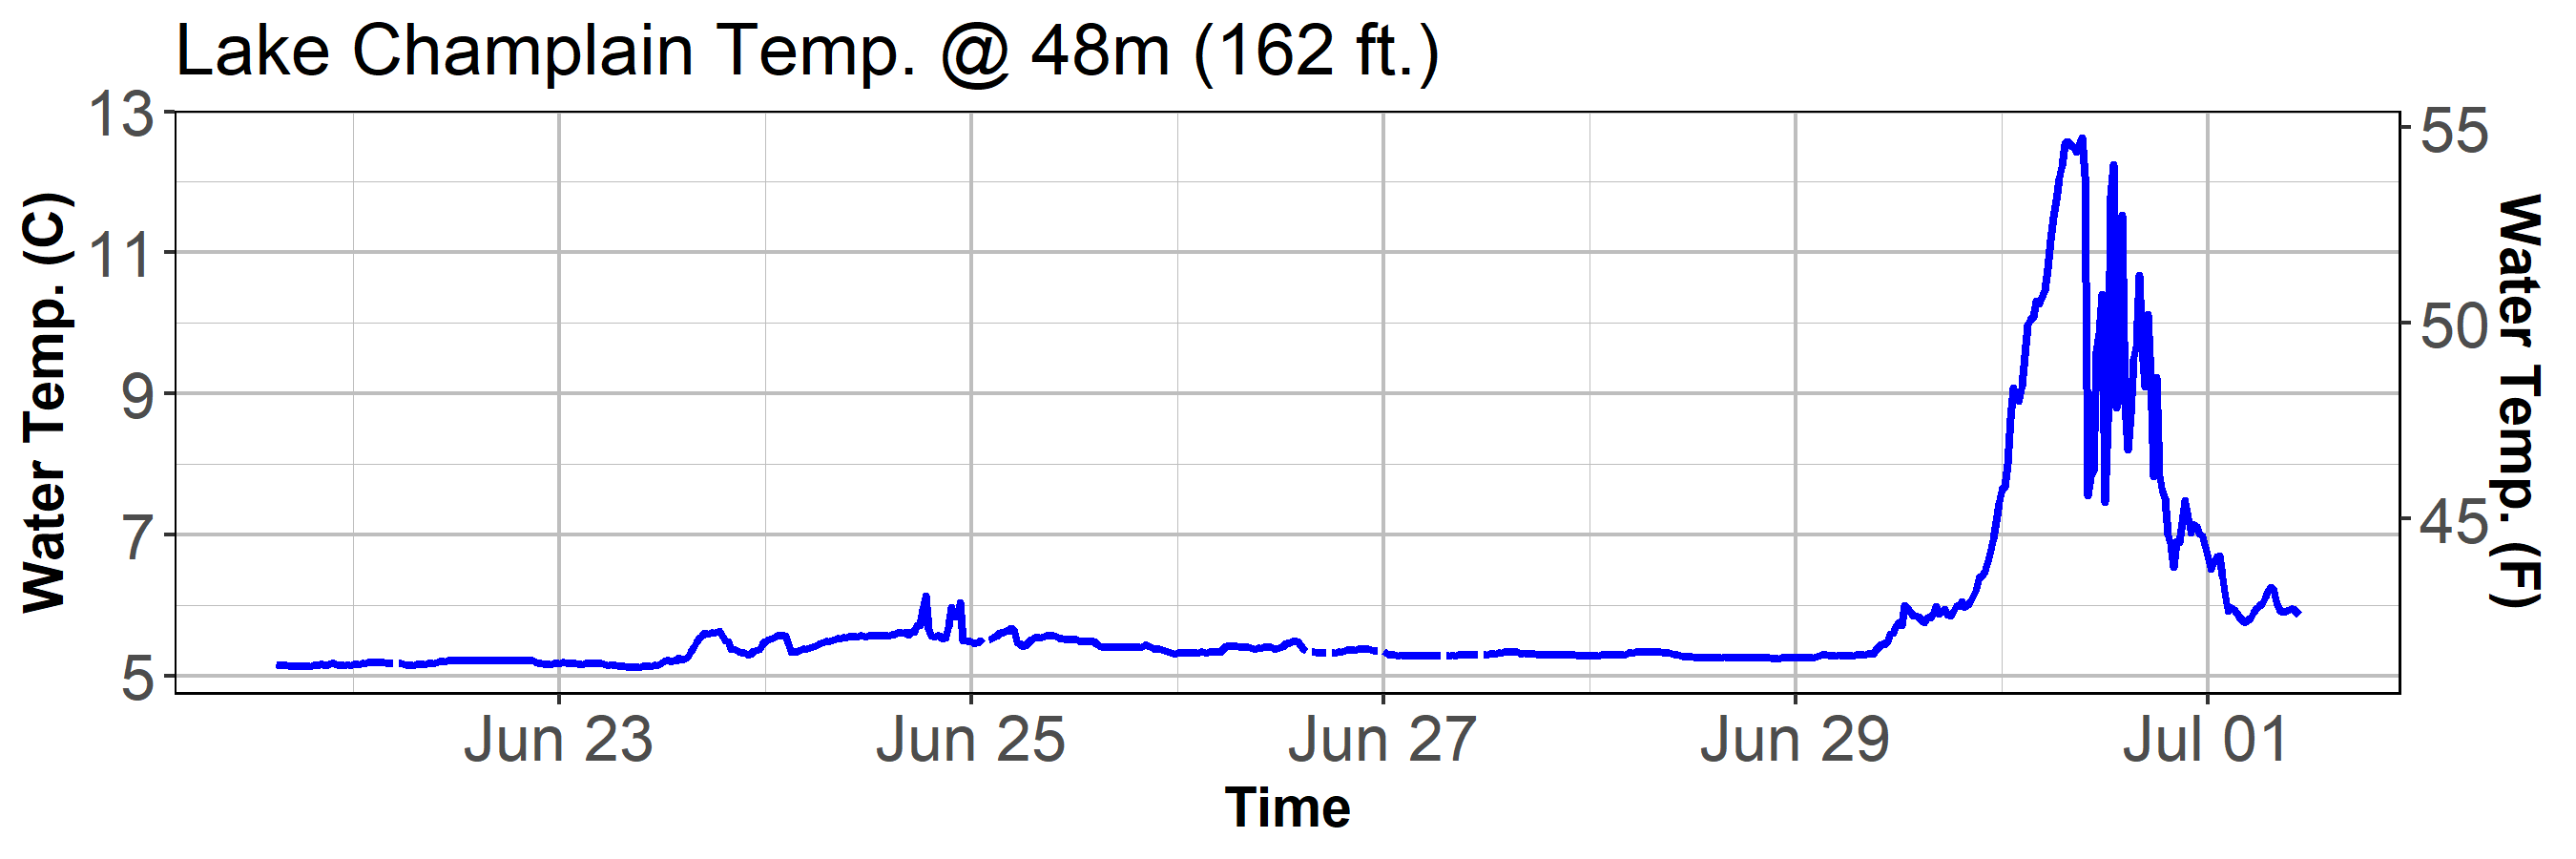 Lake Champlain Temp. @ 48m (162 ft.)
Water Temp. (C)
13
11
9
7
5
55
50
45
Water Temp. (F)
Jun 23 Jun 25 Jun 27 Jun 29 Jul 01
Time